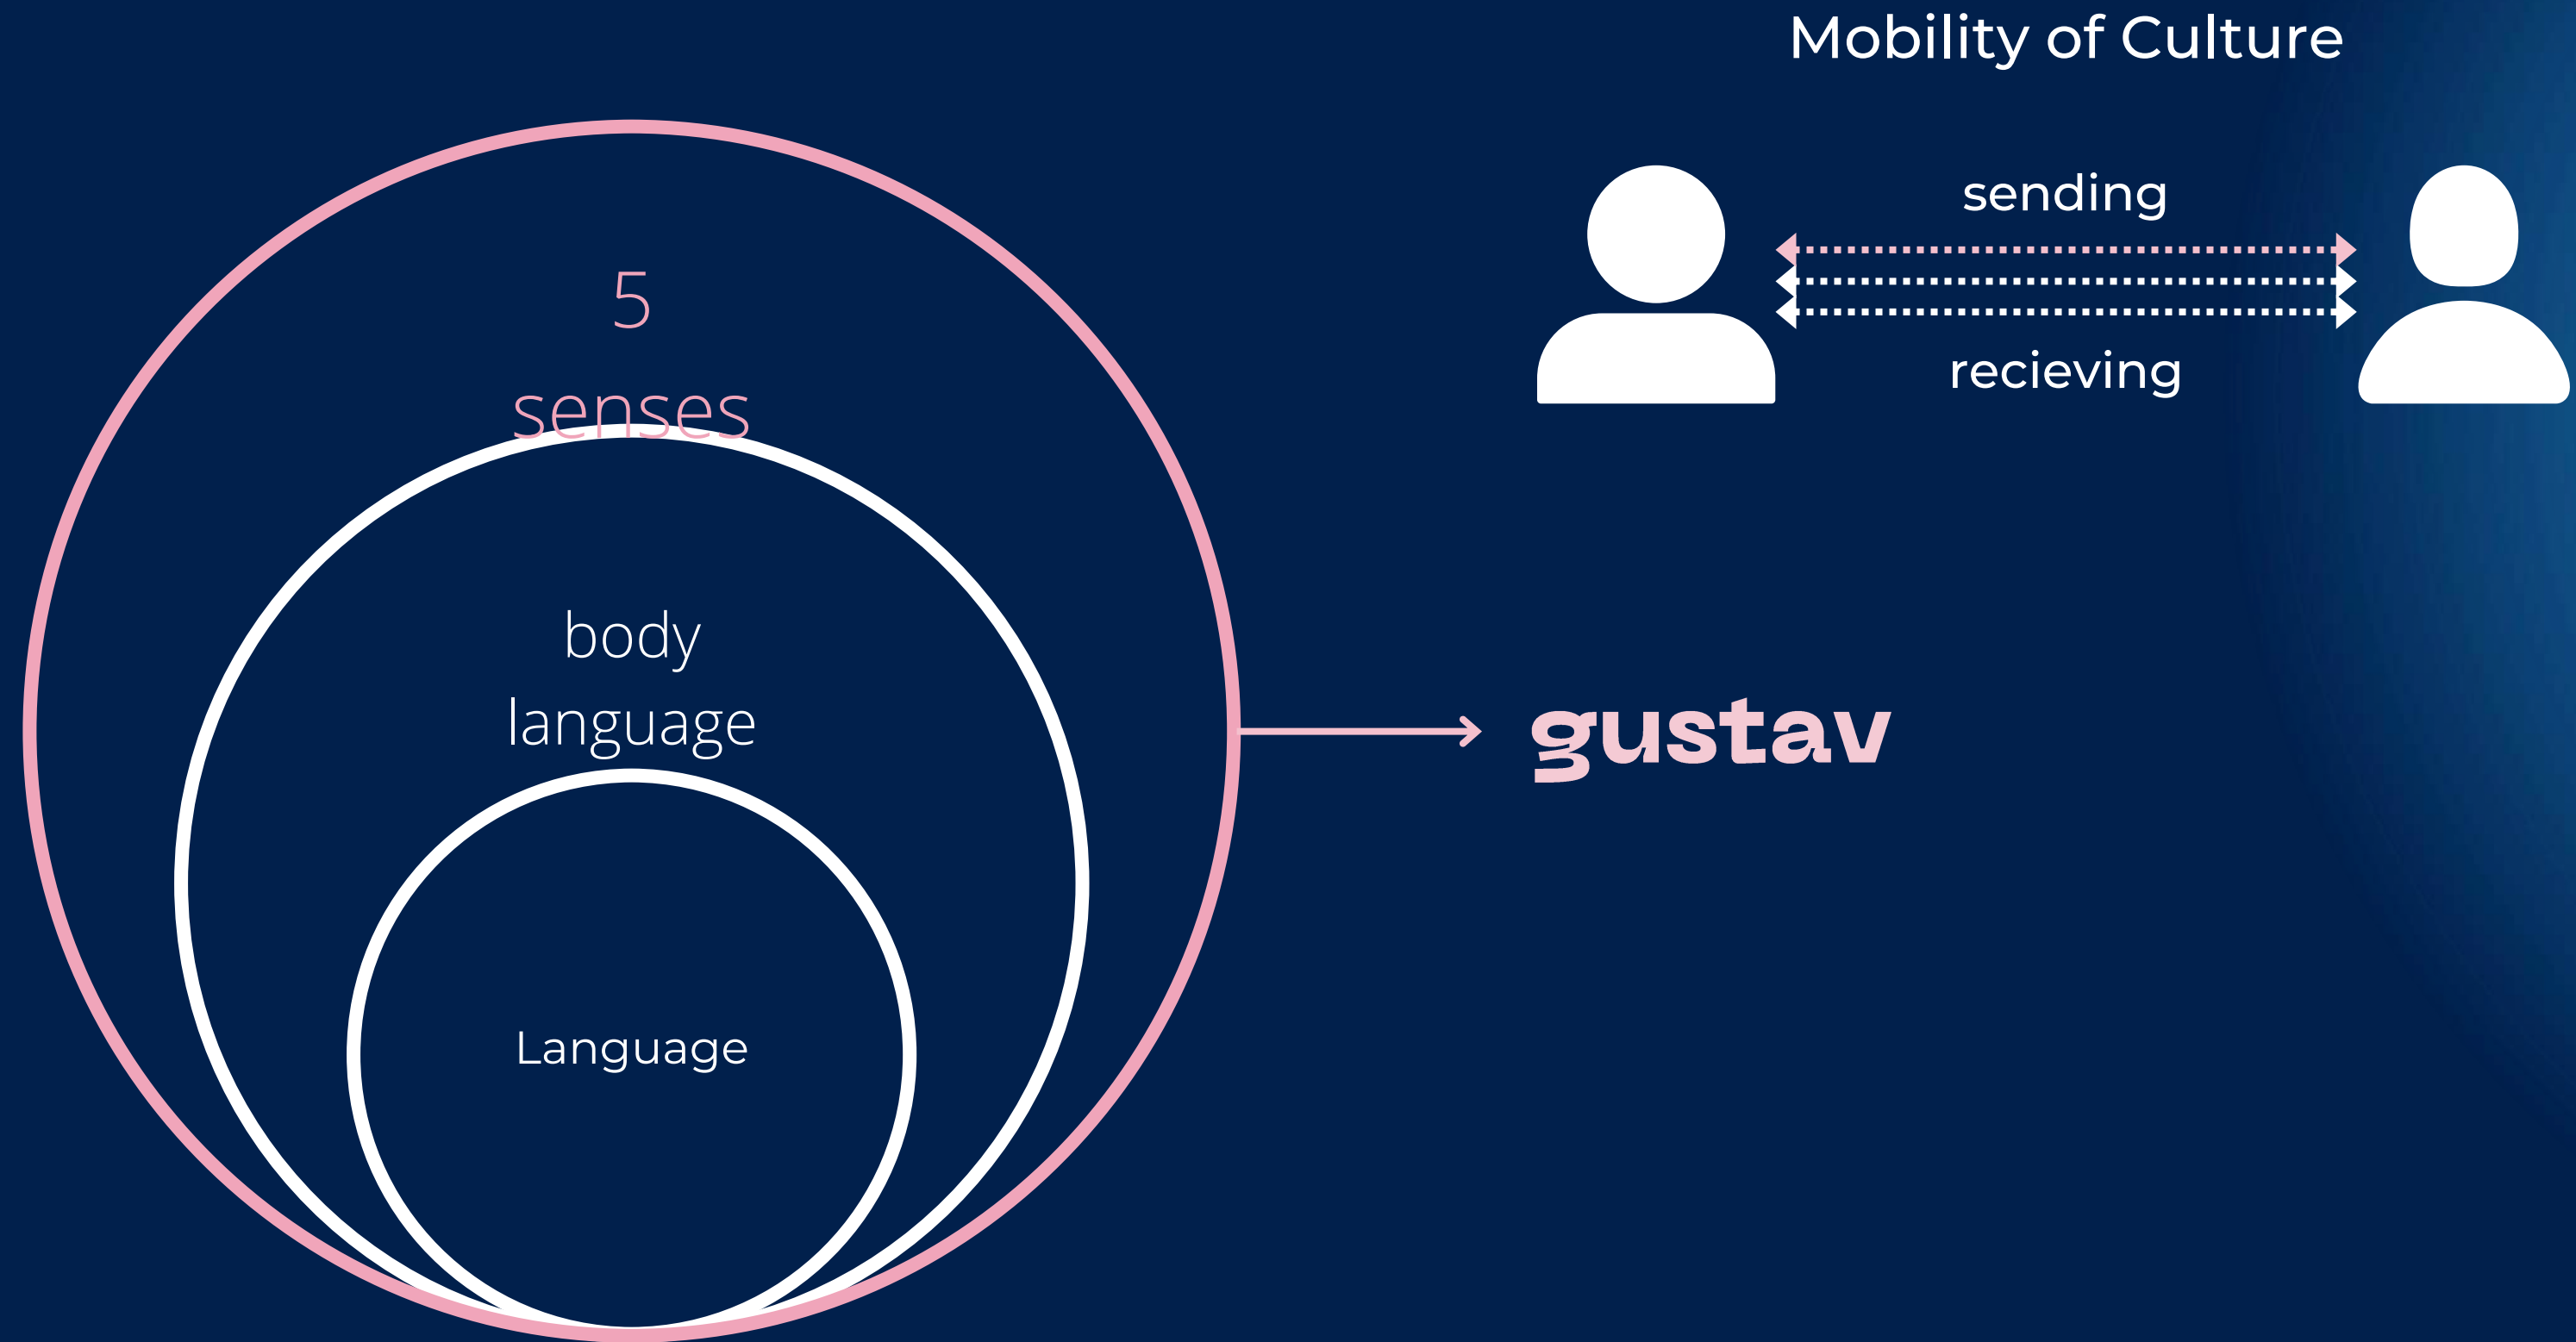 Mobility of Culture
sending
recieving
5
senses
body
language
Language
gustav